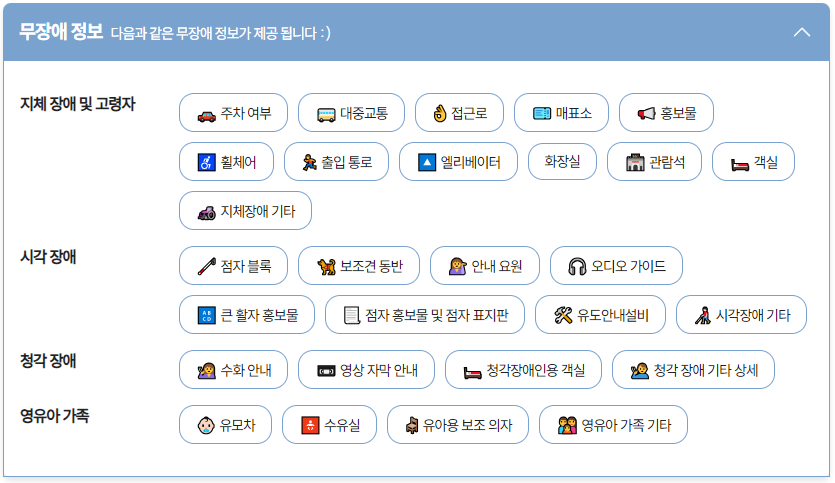 무장애 정보 다음과 같은 무장애 정보가 제공 됩니다 :)
지체 장애 및 고령자
주차 여부 대중교통 접근로 매표소 홍보물
휠체어 출입 통로 엘리베이터 화장실 관람석 객실
지체장애 기타
시각 장애
점자 블록 보조견 동반 안내 요원 오디오 가이드
큰 활자 홍보물 점자 홍보물 및 점자 표지판 유도안내설비 시각장애 기타
청각 장애
수화 안내 영상 자막 안내 청각장애인용 객실 청각 장애 기타 상세
영유아 가족
유모차 수유실 유아용 보조 의자 영유아 가족 기타